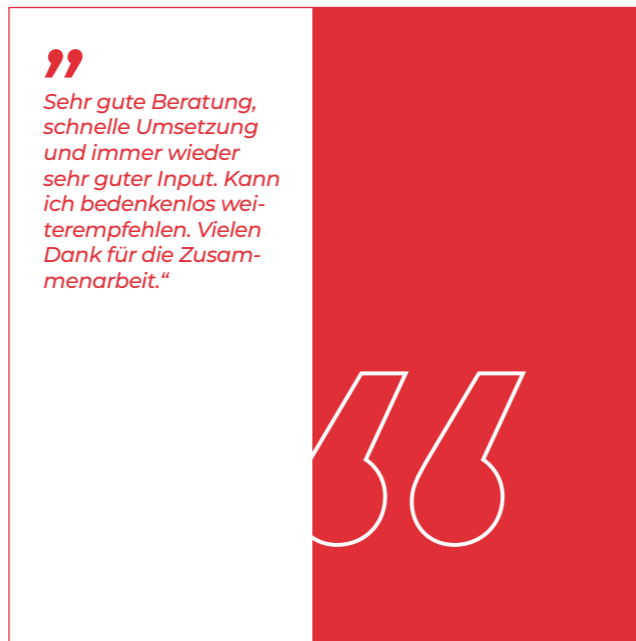 ”
Sehr gute Beratung,
schnelle Umsetzung
und immer wieder
sehr guter Input. Kann
ich bedenkenlos wei-
terempfehlen. Vielen
Dank für die Zusam-
menarbeit.“
“